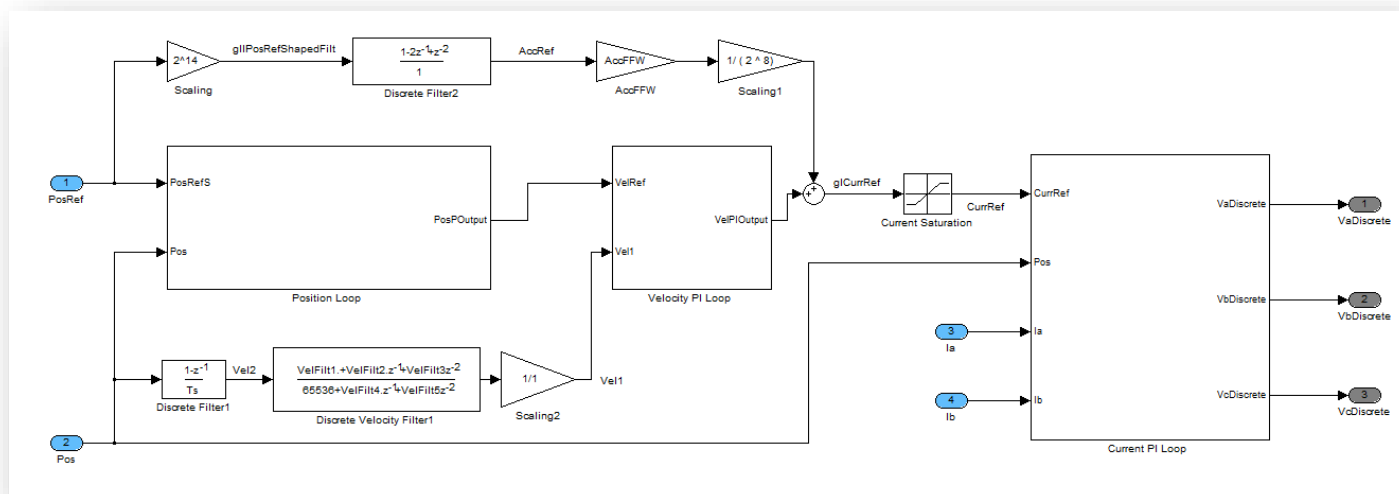 2^14
Scaling
gllPosRefShapedFilt
1-2z-1+z-2
1
Discrete Filter2
AccRef
AccFFW
AccFFW
1/ ( 2 ^ 8)
Scaling1
1
PosRef
PosRefS
Pos
PosPOutput
Position Loop
VelRef
Vel1
VelPIOutput
Velocity PI Loop
glCurrRef
Current Saturation
CurrRef
CurrRef
Pos
Ia
Ib
VaDiscrete
VbDiscrete
VcDiscrete
Current PI Loop
1
VaDiscrete
2
VbDiscrete
3
VcDiscrete
3
Ia
4
Ib
1-z-1
Ts
Discrete Filter1
Vel2
VelFilt1.+VelFilt2.z-1+VelFilt3z-2
65536+VelFilt4.z-1+VelFilt5z-2
Discrete Velocity Filter1
1/1
Scaling2
Vel1
2
Pos